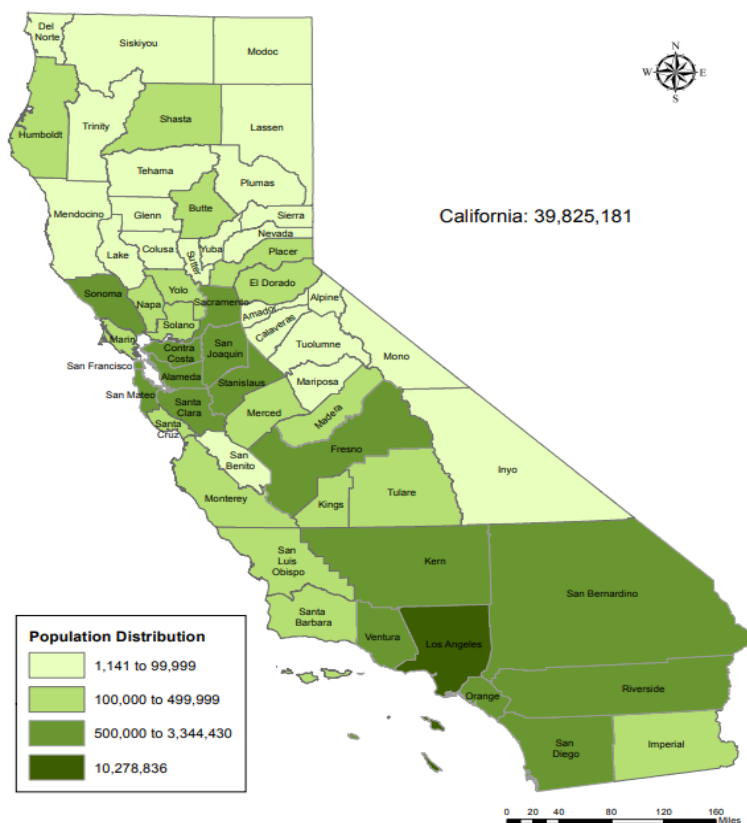 Del
Norte
Siskiyou
Modoc
N
W
E
S
Humboldt
Trinity
Shasta
Lassen
Tehama
Plumas
Mendocino
Glenn
Butte
Sierra
California: 39,825,181
Lake
Colusa
Sutter
Yuba
Nevada
Placer
El Dorado
Sonoma
Napa
Yolo
Sacramento
Amador
Alpine
Solano
Calaveras
Marin
Contra
Costa
San
Joaquin
Tuolumne
Mono
San Francisco
Alameda
Stanislaus
Mariposa
San Mateo
Santa
Clara
Merced
Madera
Santa
Cruz
San
Benito
Fresno
Inyo
Monterey
Kings
Tulare
San
Luis
Obispo
Kern
San Bernardino
Santa
Barbara
Ventura
Los Angeles
Orange
Riverside
San
Diego
Imperial
Population Distribution
1,141 to 99,999
100,000 to 499,999
500,000 to 3,344,430
10,278,836
0 20 40 80 120 160
Miles